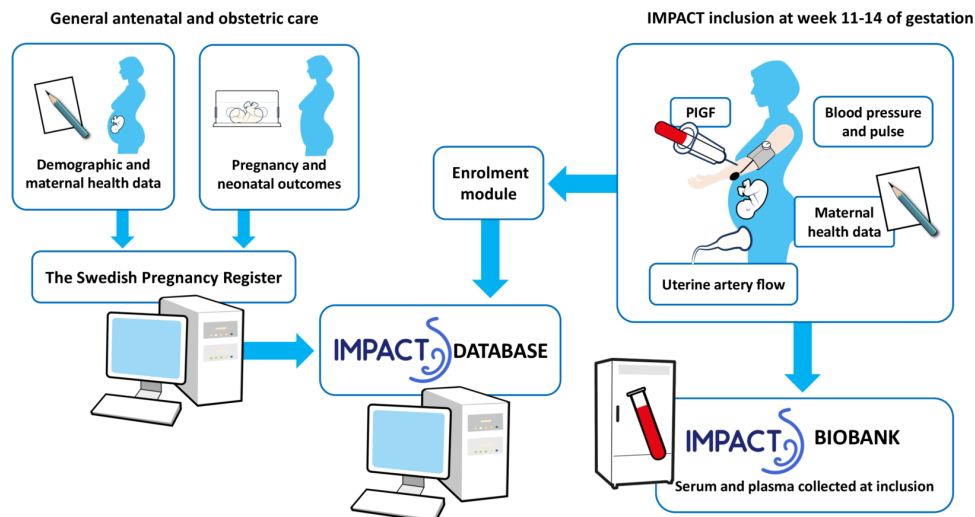 General antenatal and obstetric care
IMPACT inclusion at week 11-14 of gestation
Demographic and
maternal health data
Pregnancy and
neonatal outcomes
The Swedish Pregnancy Register
Enrolment
module
IMPACT DATABASE
PIGF
Blood pressure
and pulse
Maternal
health data
Uterine artery flow
IMPACT BIOBANK
Serum and plasma collected at inclusion